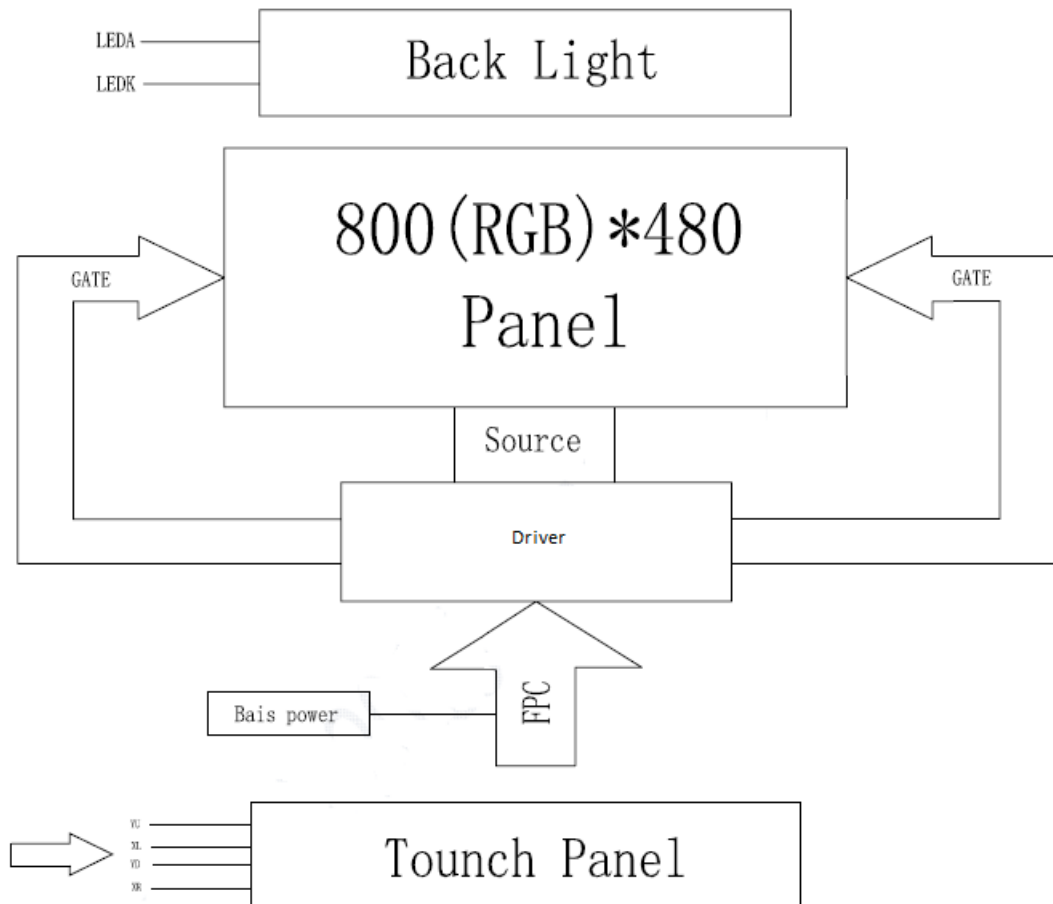 LEDA
LEDK
Back Light
800(RGB)*480
Panel
GATE
GATE
Source
Driver
FPC
Bais power
YU
XL
YD
XR
Tounch Panel